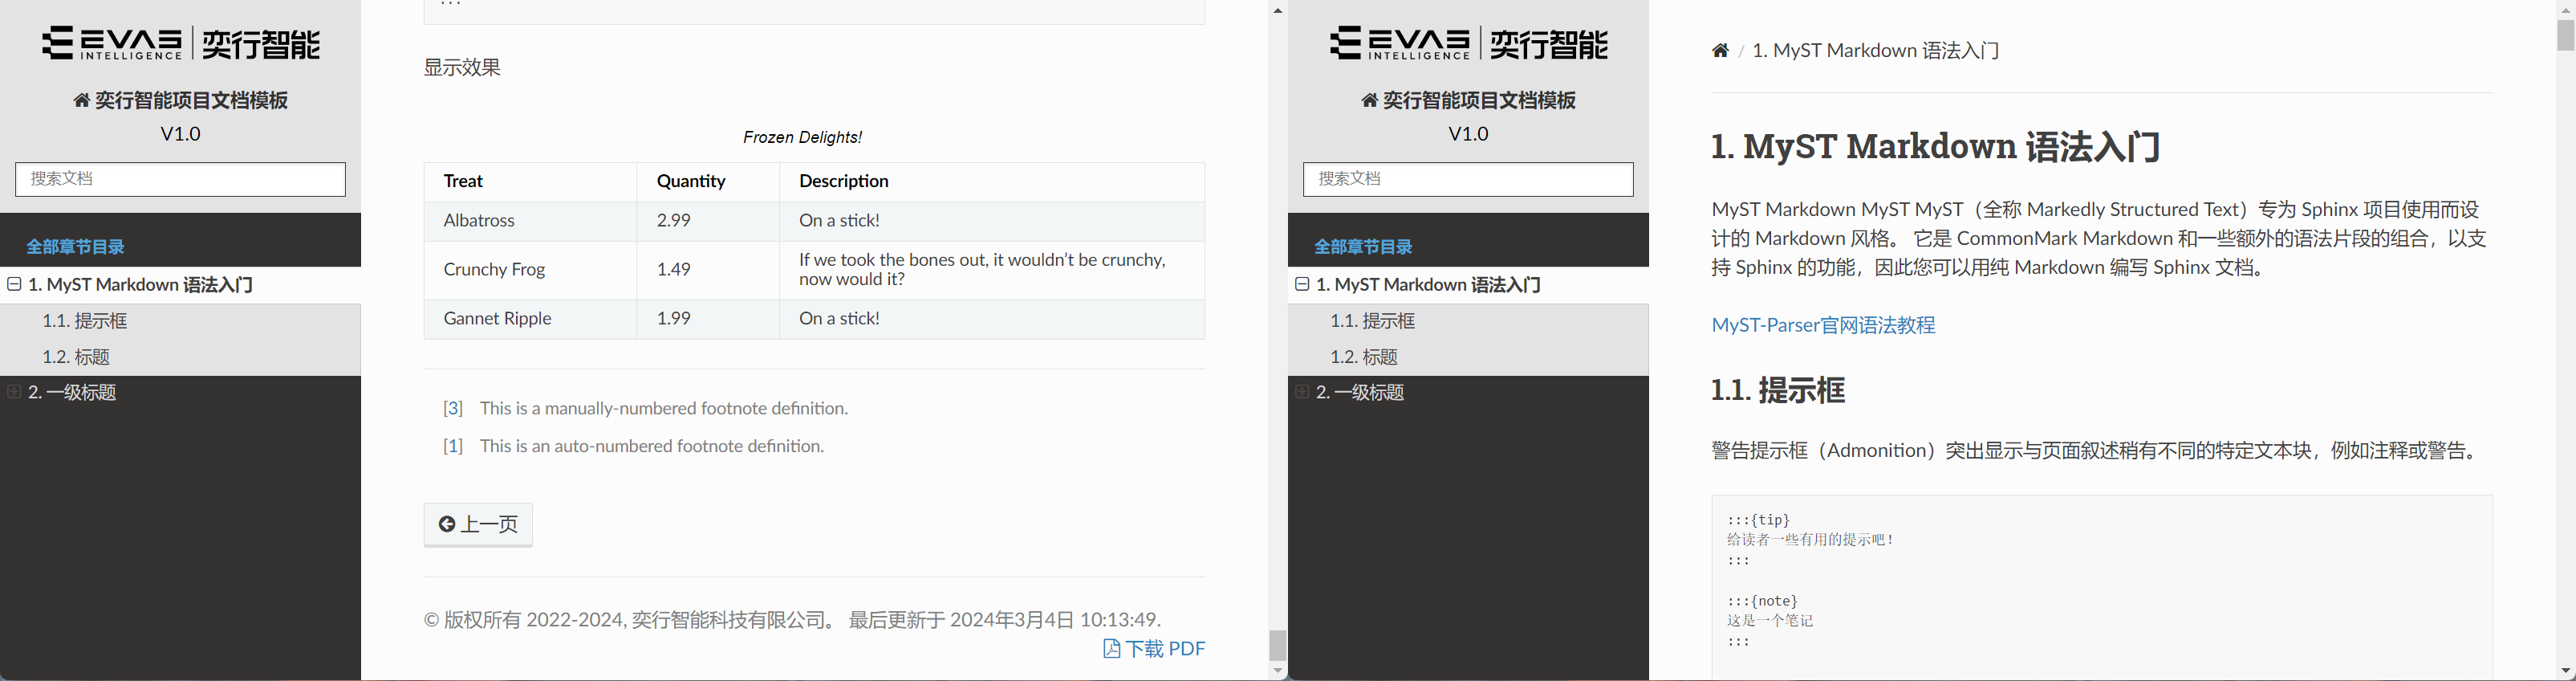 EVAS
INTELLIGENCE
奕行智能
奕行智能项目文档模板
V1.0
搜索文档
全部章节目录
1. MyST Markdown 语法入门
1.1. 提示框
1.2. 标题
2. 一级标题
:::
显示效果
Frozen Delights!
Treat Quantity Description
Albatross 2.99 On a stick!
Crunchy Frog 1.49 If we took the bones out, it wouldn’t be crunchy,
now would it?
Gannet Ripple 1.99 On a stick!
[3] This is a manually-numbered footnote definition.
[1] This is an auto-numbered footnote definition.
上一页
© 版权所有 2022-2024, 奕行智能科技有限公司。 最后更新于 2024年3月4日 10:13:49.
下载 PDF
EVAS
INTELLIGENCE
奕行智能
奕行智能项目文档模板
V1.0
搜索文档
全部章节目录
1. MyST Markdown 语法入门
1.1. 提示框
1.2. 标题
2. 一级标题
/ 1. MyST Markdown 语法入门
1. MyST Markdown 语法入门
MyST Markdown MyST MyST（全称 Markedly Structured Text）专为 Sphinx 项目使用而设
计的 Markdown 风格。 它是 CommonMark Markdown 和一些额外的语法片段的组合，以支
持 Sphinx 的功能，因此您可以用纯 Markdown 编写 Sphinx 文档。
MyST-Parser官网语法教程
1.1. 提示框
警告提示框（Admonition）突出显示与页面叙述稍有不同的特定文本块，例如注释或警告。
:::{tip}
给读者一些有用的提示吧！
:::
:::{note}
这是一个笔记
:::